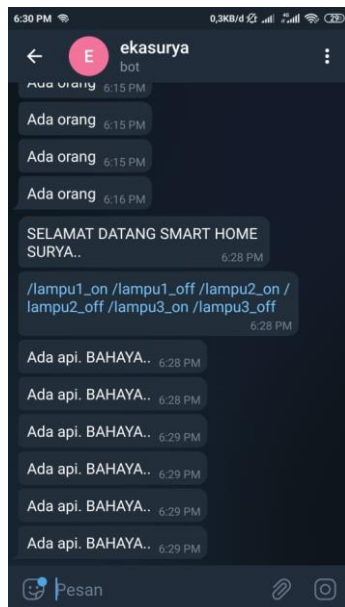 6:30 PM
0,3KB/d
ekasurya
E
bot
Ada orang 6:15 PM
Ada orang 6:15 PM
Ada orang 6:15 PM
Ada orang 6:16 PM
SELAMAT DATANG SMART HOME
SURYA.. 6:28 PM
/lampu1_on /lampu1_off /lampu2_on /
lampu2_off /lampu3_on /lampu3_off
6:28 PM
Ada api. BAHAYA.. 6:28 PM
Ada api. BAHAYA.. 6:28 PM
Ada api. BAHAYA.. 6:29 PM
Ada api. BAHAYA.. 6:29 PM
Ada api. BAHAYA.. 6:29 PM
Ada api. BAHAYA.. 6:29 PM
Pesan